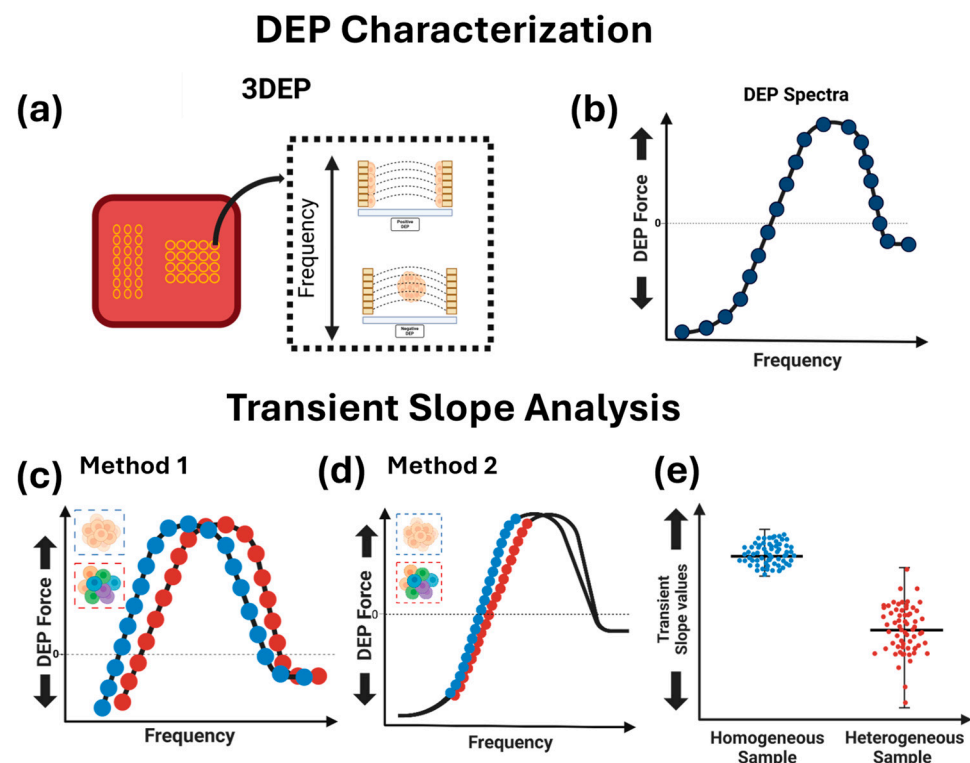 DEP Characterization
(a)
3DEP
Frequency
Positive
DEP
Negative
DEP
(b)
DEP Spectra
DEP Force
0
Frequency
Transient Slope Analysis
(c) Method 1
DEP Force
0
Frequency
(d) Method 2
DEP Force
0
Frequency
(e)
Transient
Slope values
Homogeneous
Sample
Heterogeneous
Sample